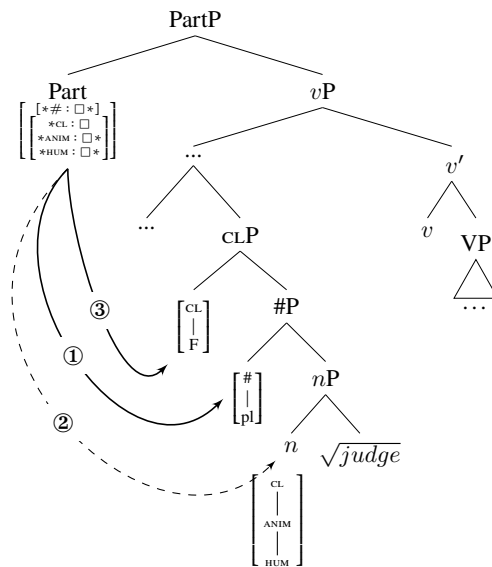 PartP
Part vP
[*#: □ *]
*CL: □
*ANIM: □ *
*HUM: □ *
... v′
... CLP v VP
...
CL
F
#P
③
①
#
pl
nP
②
n √judge
CL
ANIM
HUM